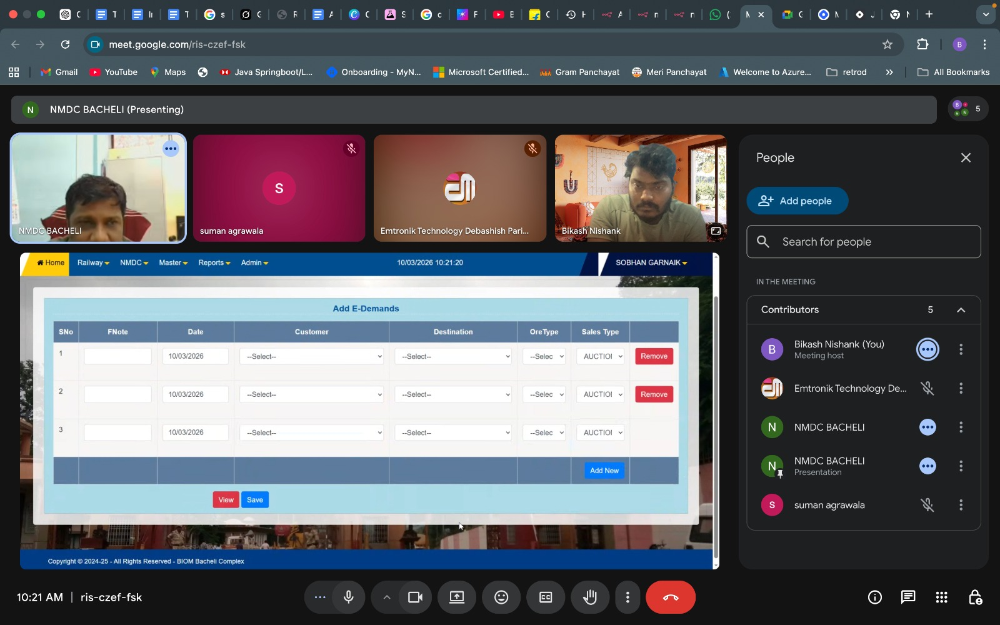 meet.google.com/ris-czef-fsk
B
Gmail
YouTube
Maps
Java Springboot/L...
Onboarding - MyN...
Microsoft Certified...
Gram Panchayat
Meri Panchayat
Welcome to Azure...
retrod
All Bookmarks
N
NMDC BACHELI (Presenting)
5
NMDC BACHELI
S
suman agrawala
Emtronik Technology Debashish Pari...
Bikash Nishank
Home
Railway
NMDC
Master
Reports
Admin
10/03/2026 10:21:20
SOBHAN GARNAIK
Add E-Demands
SNo FNote Date Customer Destination OreType Sales Type
1 10/03/2026 --Select-- --Select-- --Selec AUCTIOI Remove
2 10/03/2026 --Select-- --Select-- --Selec AUCTIOI Remove
3 10/03/2026 --Select-- --Select-- --Selec AUCTIOI
Add New
View Save
Copyright © 2024-25 - All Rights Reserved - BIOM Bacheli Complex
People
Add people
Search for people
IN THE MEETING
Contributors 5
B
Bikash Nishank (You)
Meeting host
Emtronik Technology De...
N
NMDC BACHELI
N
NMDC BACHELI
Presentation
S
suman agrawala
10:21 AM | ris-czef-fsk